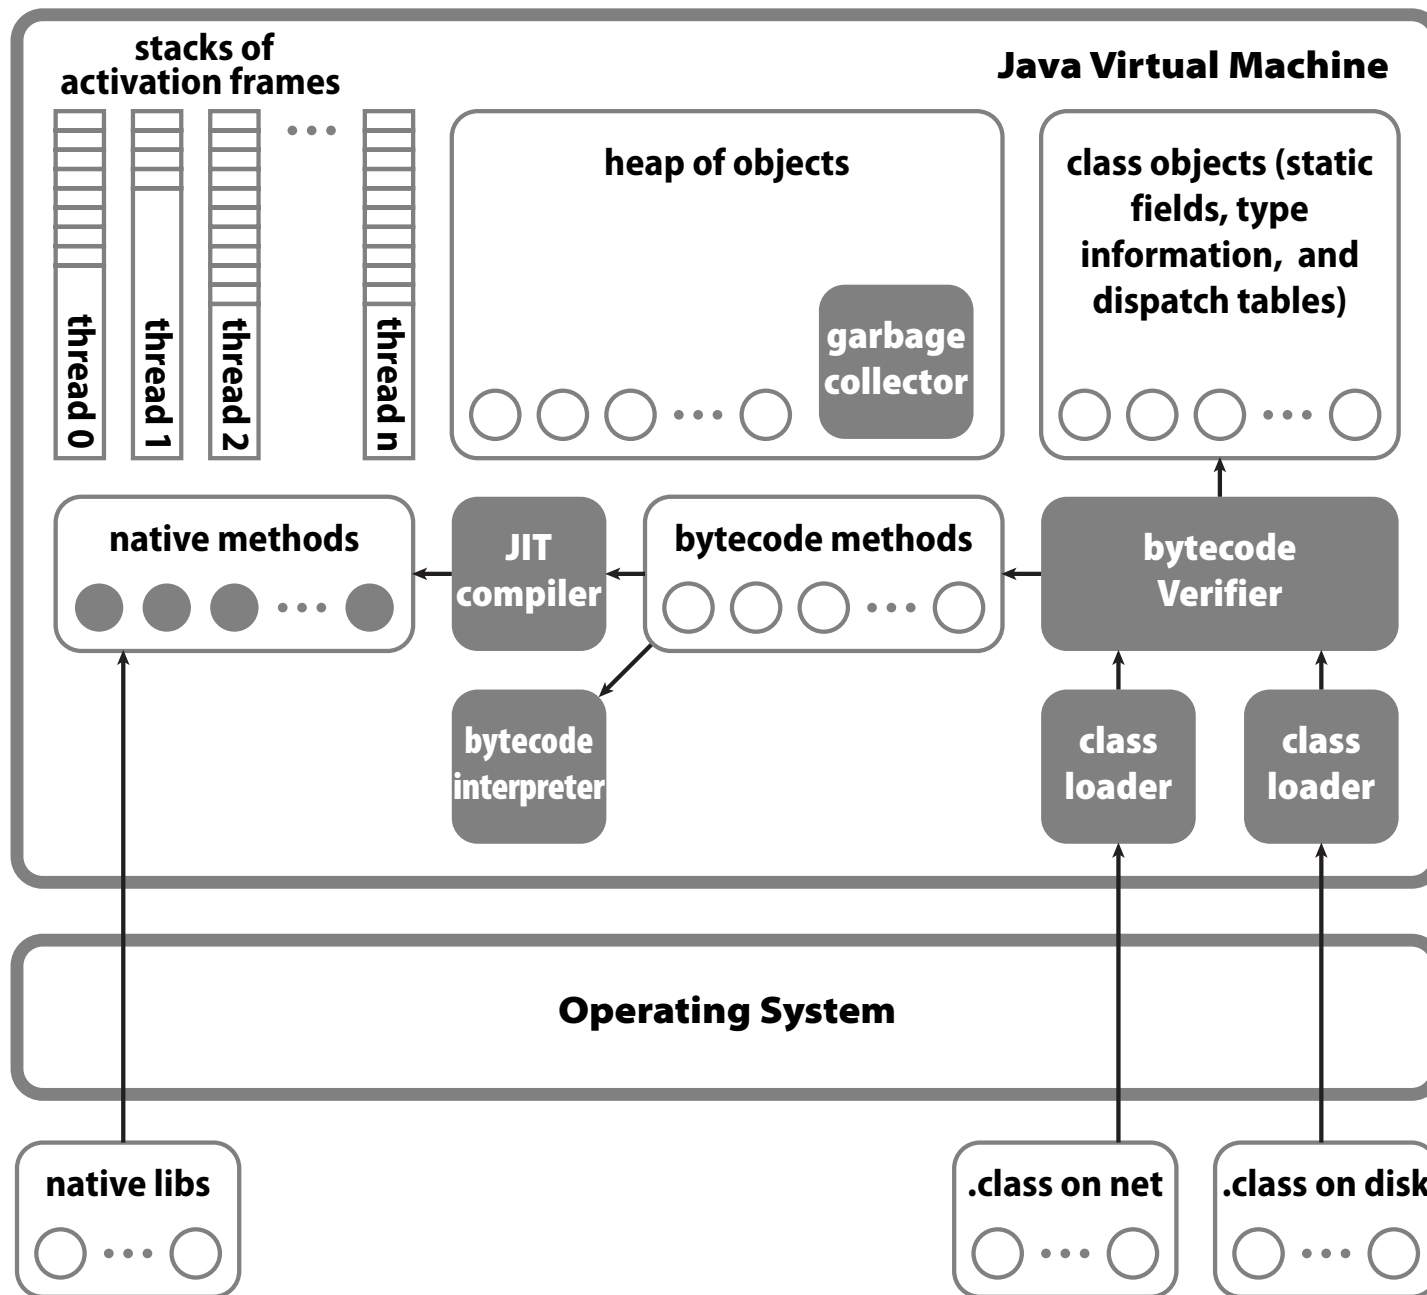 stacks of
activation frames
Java Virtual Machine
thread 0
thread 1
thread 2
thread n
heap of objects
garbage
collector
class objects (static
fields, type
information, and
dispatch tables)
native methods
JIT
compiler
bytecode methods
bytecode
Verifier
bytecode
interpreter
class
loader
class
loader
Operating System
native libs
.class on net
.class on disk